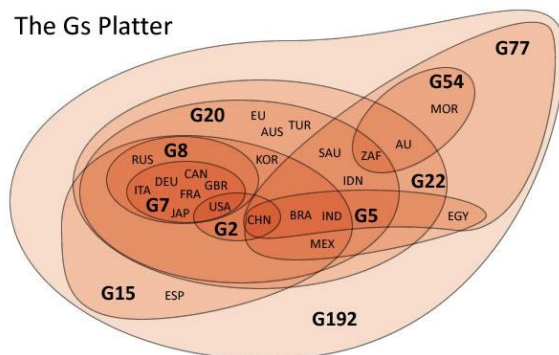 The Gs Platter
G77
G54
MOR
G20
EU
TUR
AUS
G8
RUS
KOR
SAU
ZAF
AU
CAN
DEU
GBR
ITA
FRA
IDN
G22
G7
JAP
USA
G2
CHN
BRA
IND
G5
EGY
MEX
G15
ESP
G192